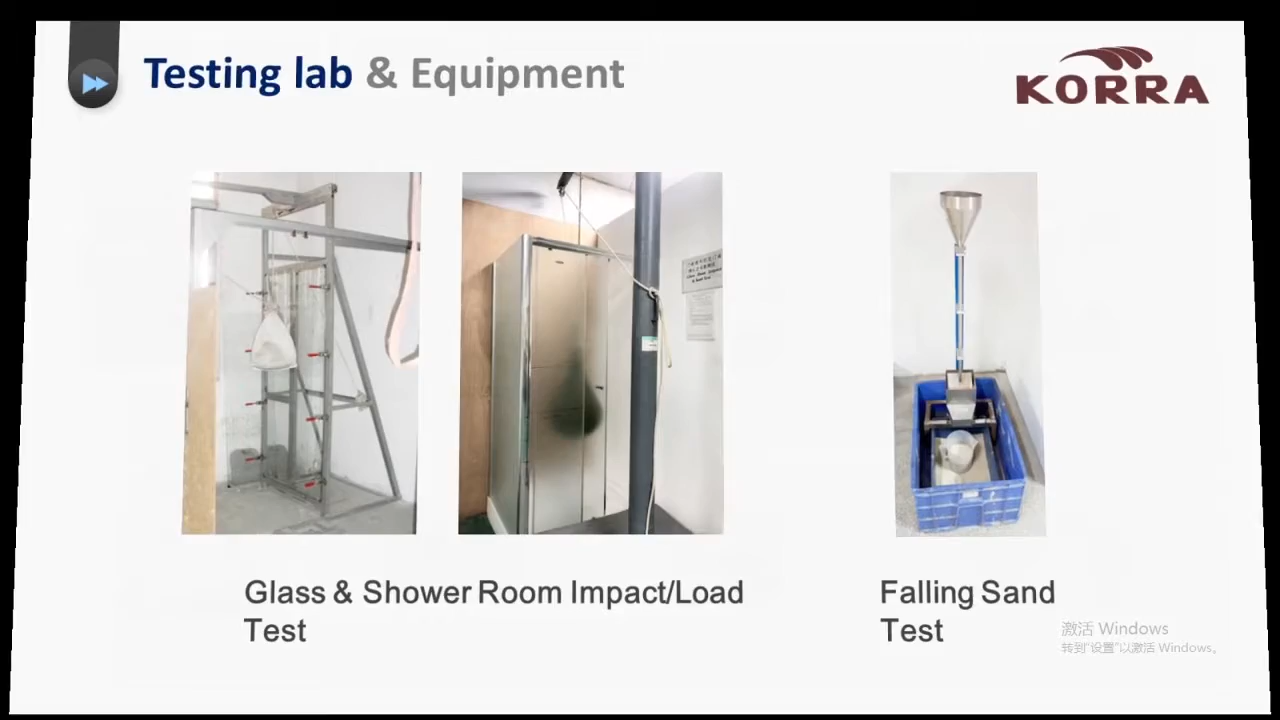 Testing lab & Equipment
KORRA
Glass & Shower Room Impact/Load
Test
Falling Sand
Test
激活 Windows
转到"设置"以激活 Windows。